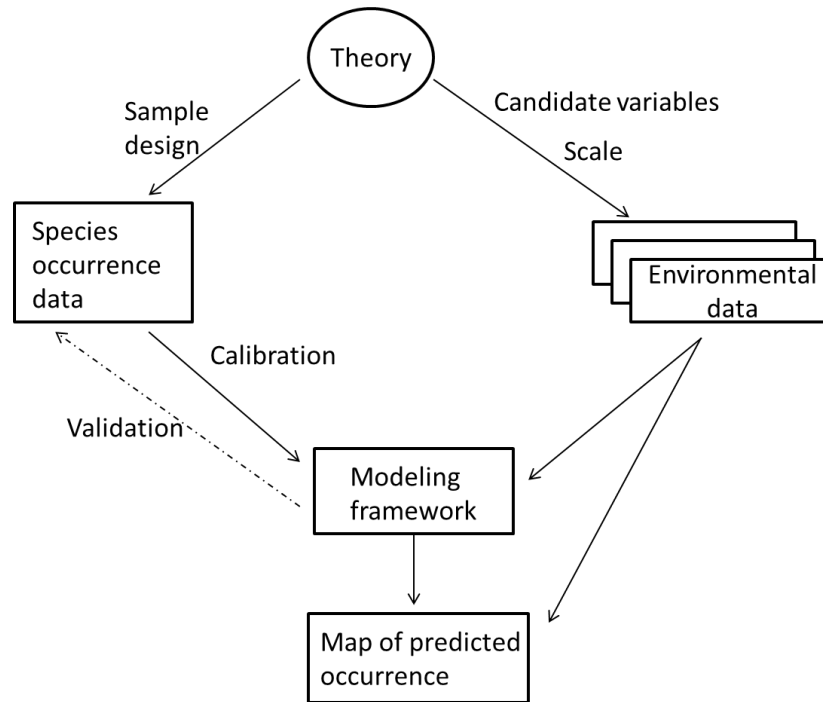 Theory
Sample
design
Candidate variables
Scale
Species
occurrence
data
Environmental
data
Calibration
Validation
Modeling
framework
Map of predicted
occurrence